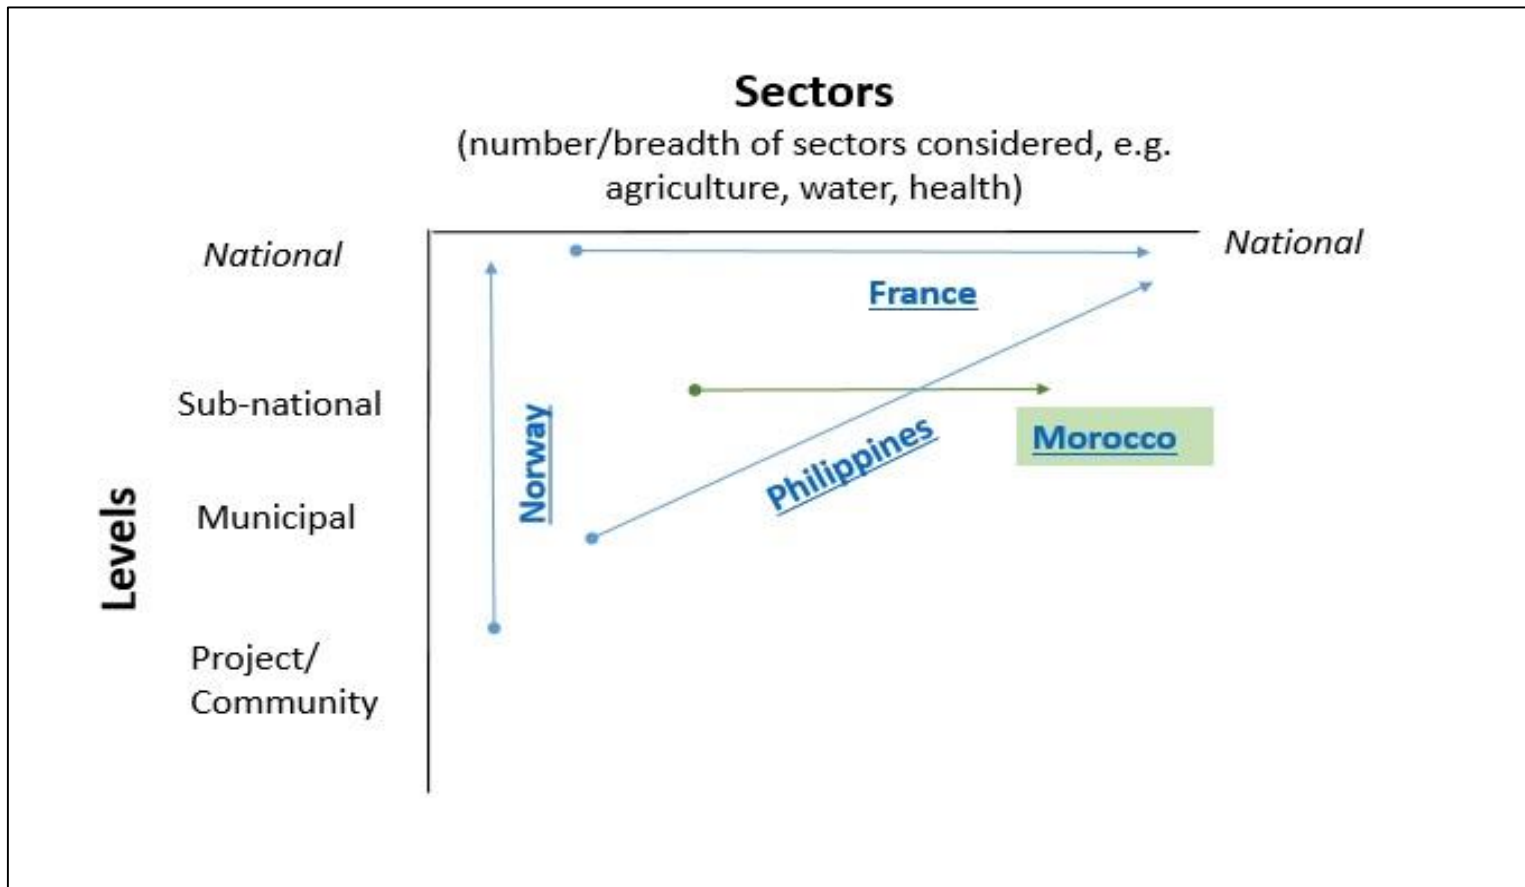 Sectors
(number/breadth of sectors considered, e.g.
agriculture, water, health)
National
National
France
Sub-national
Norway
Philippines
Morocco
Levels
Municipal
Project/
Community